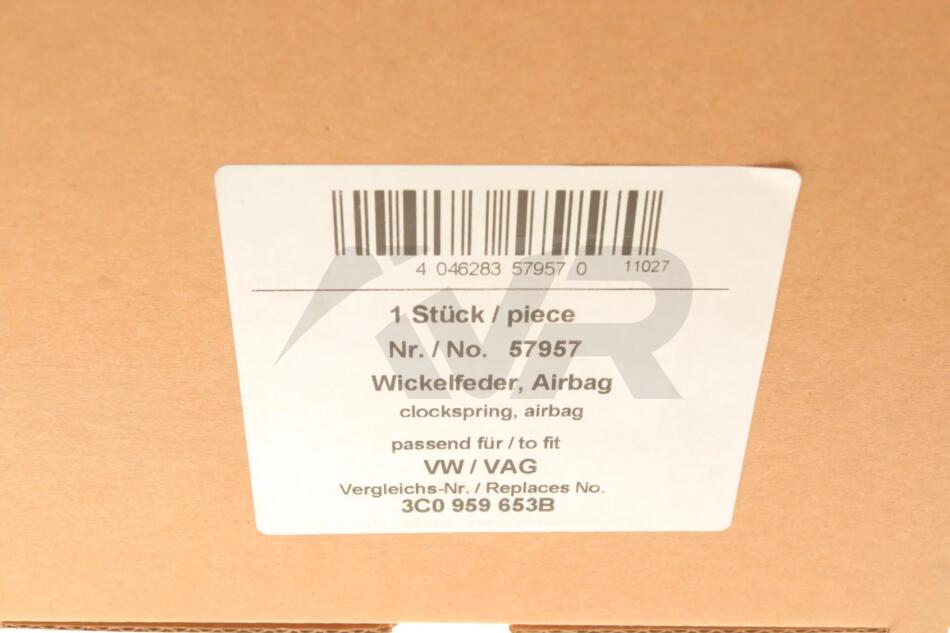 4 046283 57957 0 11027
1 Stück / piece
Nr. / No. 57957
Wickelfeder, Airbag
clockspring, airbag
passend für / to fit
VW / VAG
Vergleichs-Nr. / Replaces No.
3C0 959 653B